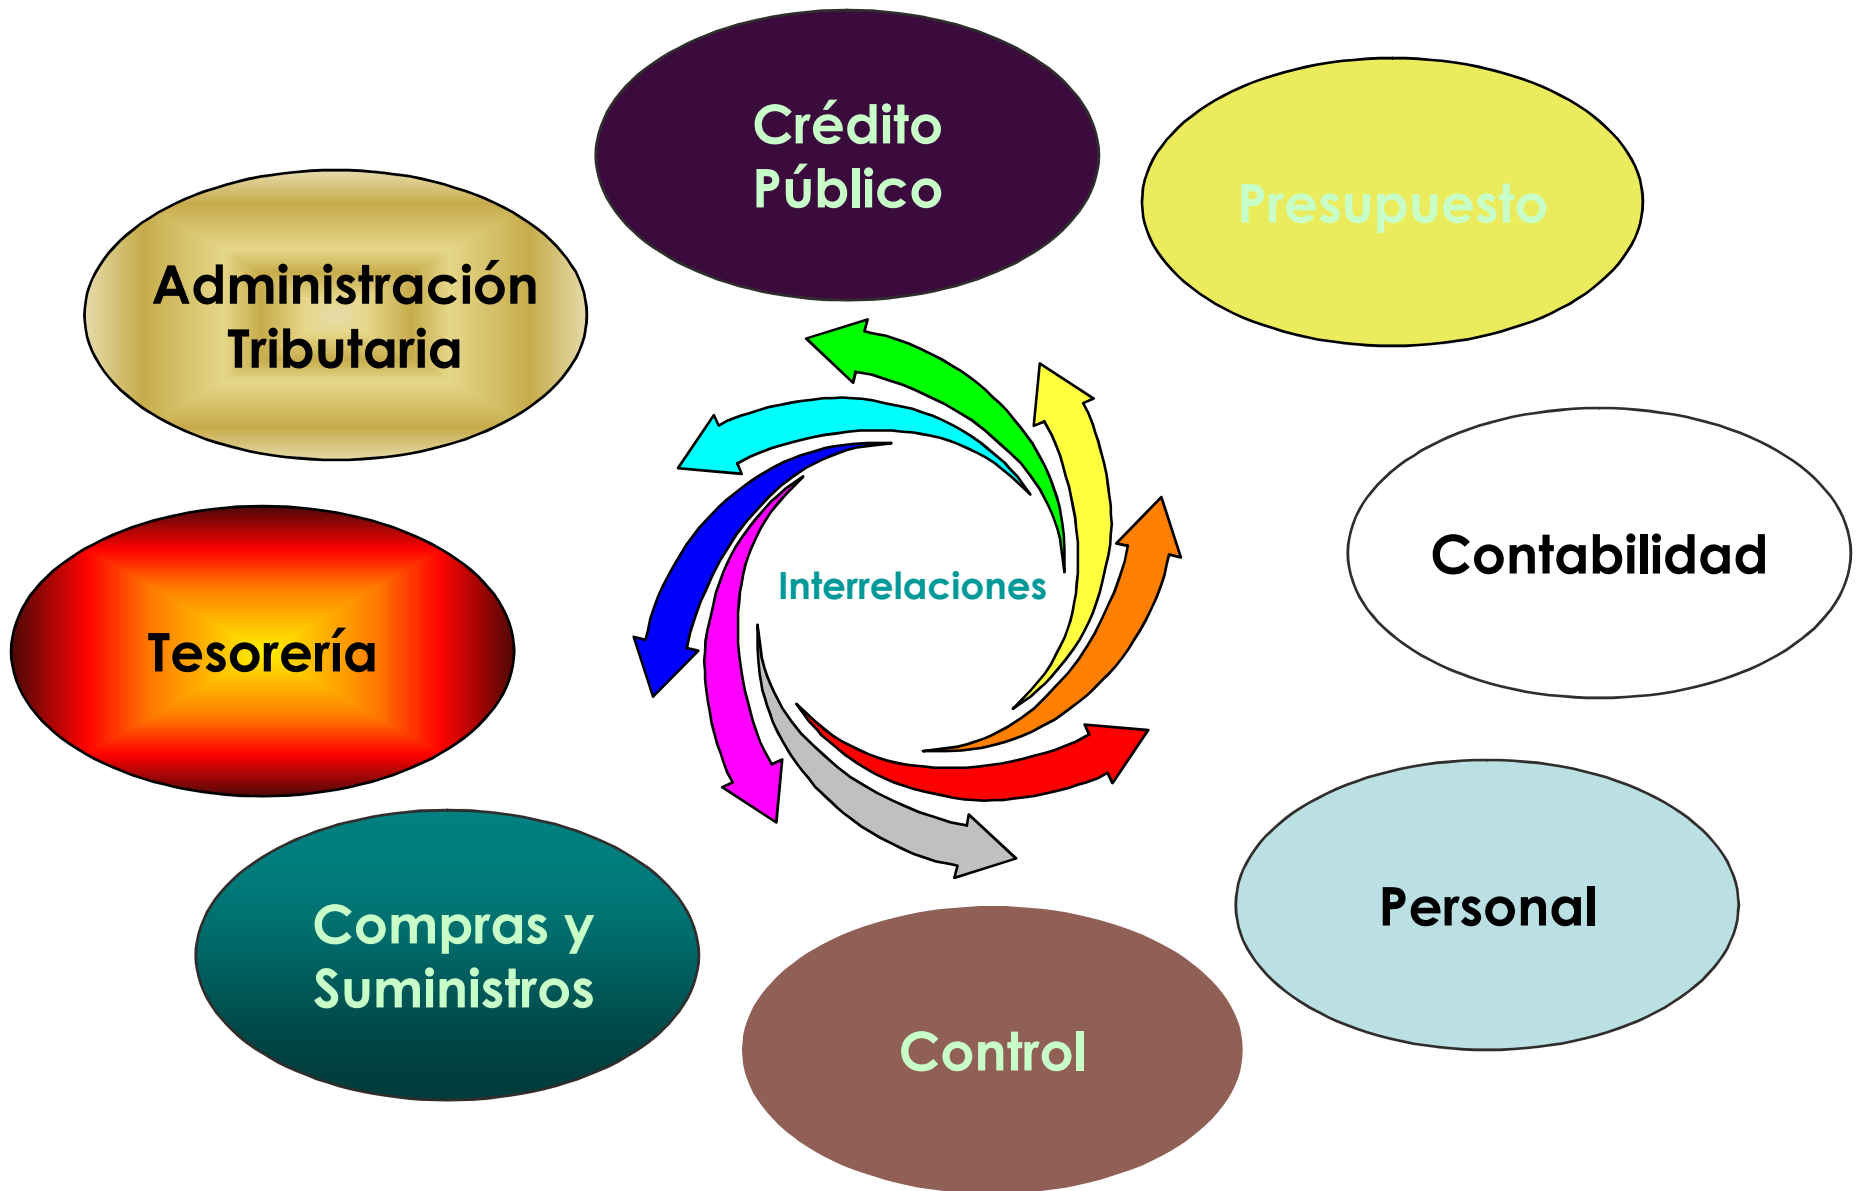 Crédito
Público
Presupuesto
Administración
Tributaria
Contabilidad
Interrelaciones
Tesorería
Personal
Compras y
Suministros
Control